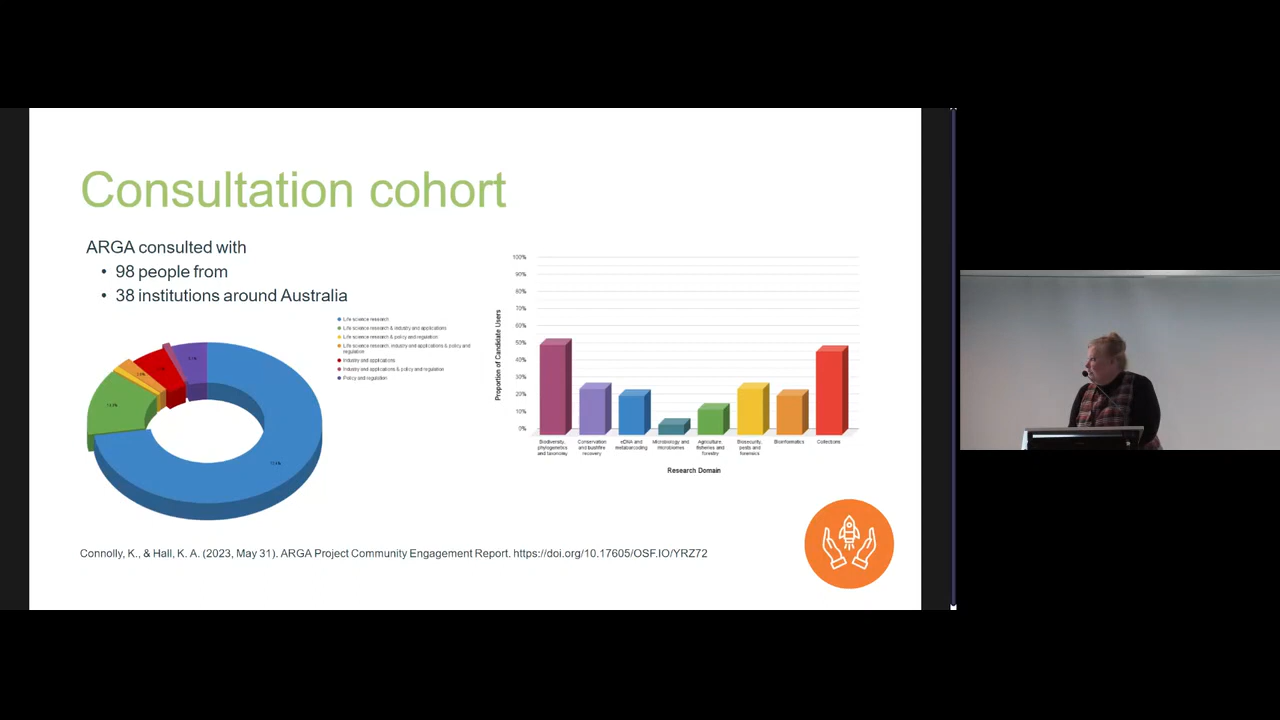 Consultation cohort
ARGA consulted with
• 98 people from
• 38 institutions around Australia
Life science research
Life science research & industry and applications
Life science research & policy and regulation
Life science research, industry and applications & policy and
regulation
Industry and applications
Industry and applications & policy and regulation
Policy and regulation
100%
90%
80%
70%
60%
50%
40%
30%
20%
10%
0%
Proportion of Candidate Users
Biodiversity,
phylogenetics
and taxonomy
Conservation
and bushfire
recovery
eDNA and
metabarcoding
Microbiology and
microbiomes
Agriculture,
fisheries and
forestry
Biosecurity,
pests and
forensics
Bioinformatics
Collections
Research Domain
Connolly, K., & Hall, K. A. (2023, May 31). ARGA Project Community Engagement Report. https://doi.org/10.17605/OSF.IO/YRZ72